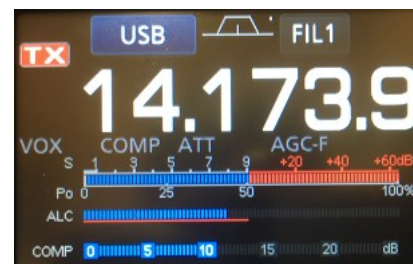 USB FIL1
TX
14.173.9
VOX COMP ATT AGC-F
S 1 3 5 7 9 +20 +40 +60dB
Po 0 25 50 100%
ALC
COMP 0 5 10 15 20 dB